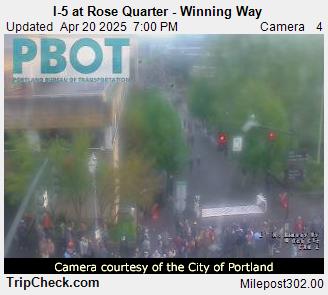 I-5 at Rose Quarter - Winning Way
Updated Apr 20 2025 7:00 PM Camera 4
PBOT
PORTLAND BUREAU OF TRANSPORTATION
Camera courtesy of the City of Portland
TripCheck.com Milepost302.00